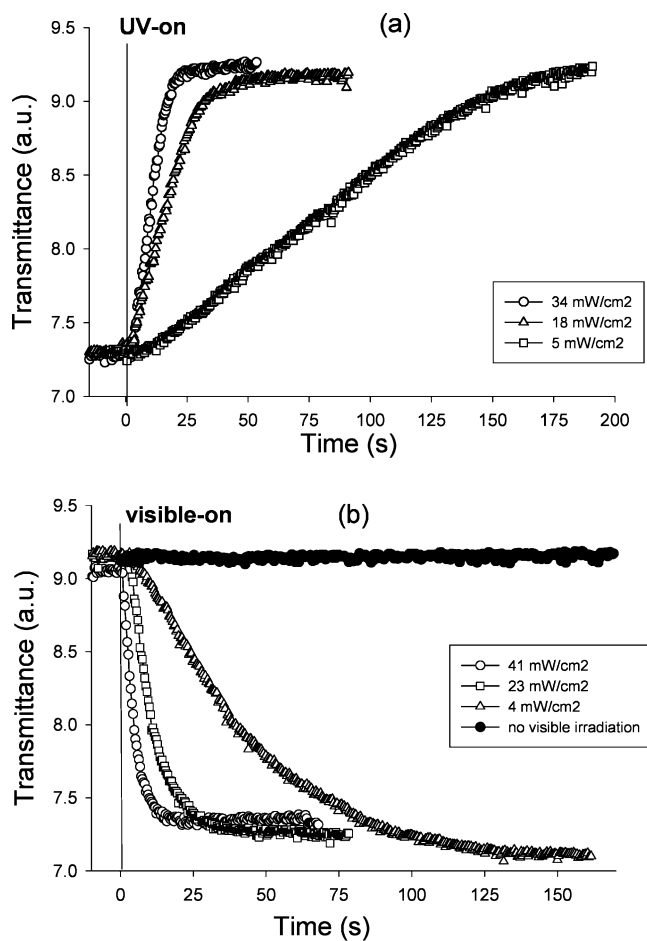 UV-on
(a)
9.5
9.0
8.5
8.0
7.5
7.0
Transmittance (a.u.)
34 mW/cm2
18 mW/cm2
5 mW/cm2
0 25 50 75 100 125 150 175 200
Time (s)
visible-on
(b)
9.5
9.0
8.5
8.0
7.5
7.0
Transmittance (a.u.)
41 mW/cm2
23 mW/cm2
4 mW/cm2
no visible irradiation
0 25 50 75 100 125 150
Time (s)